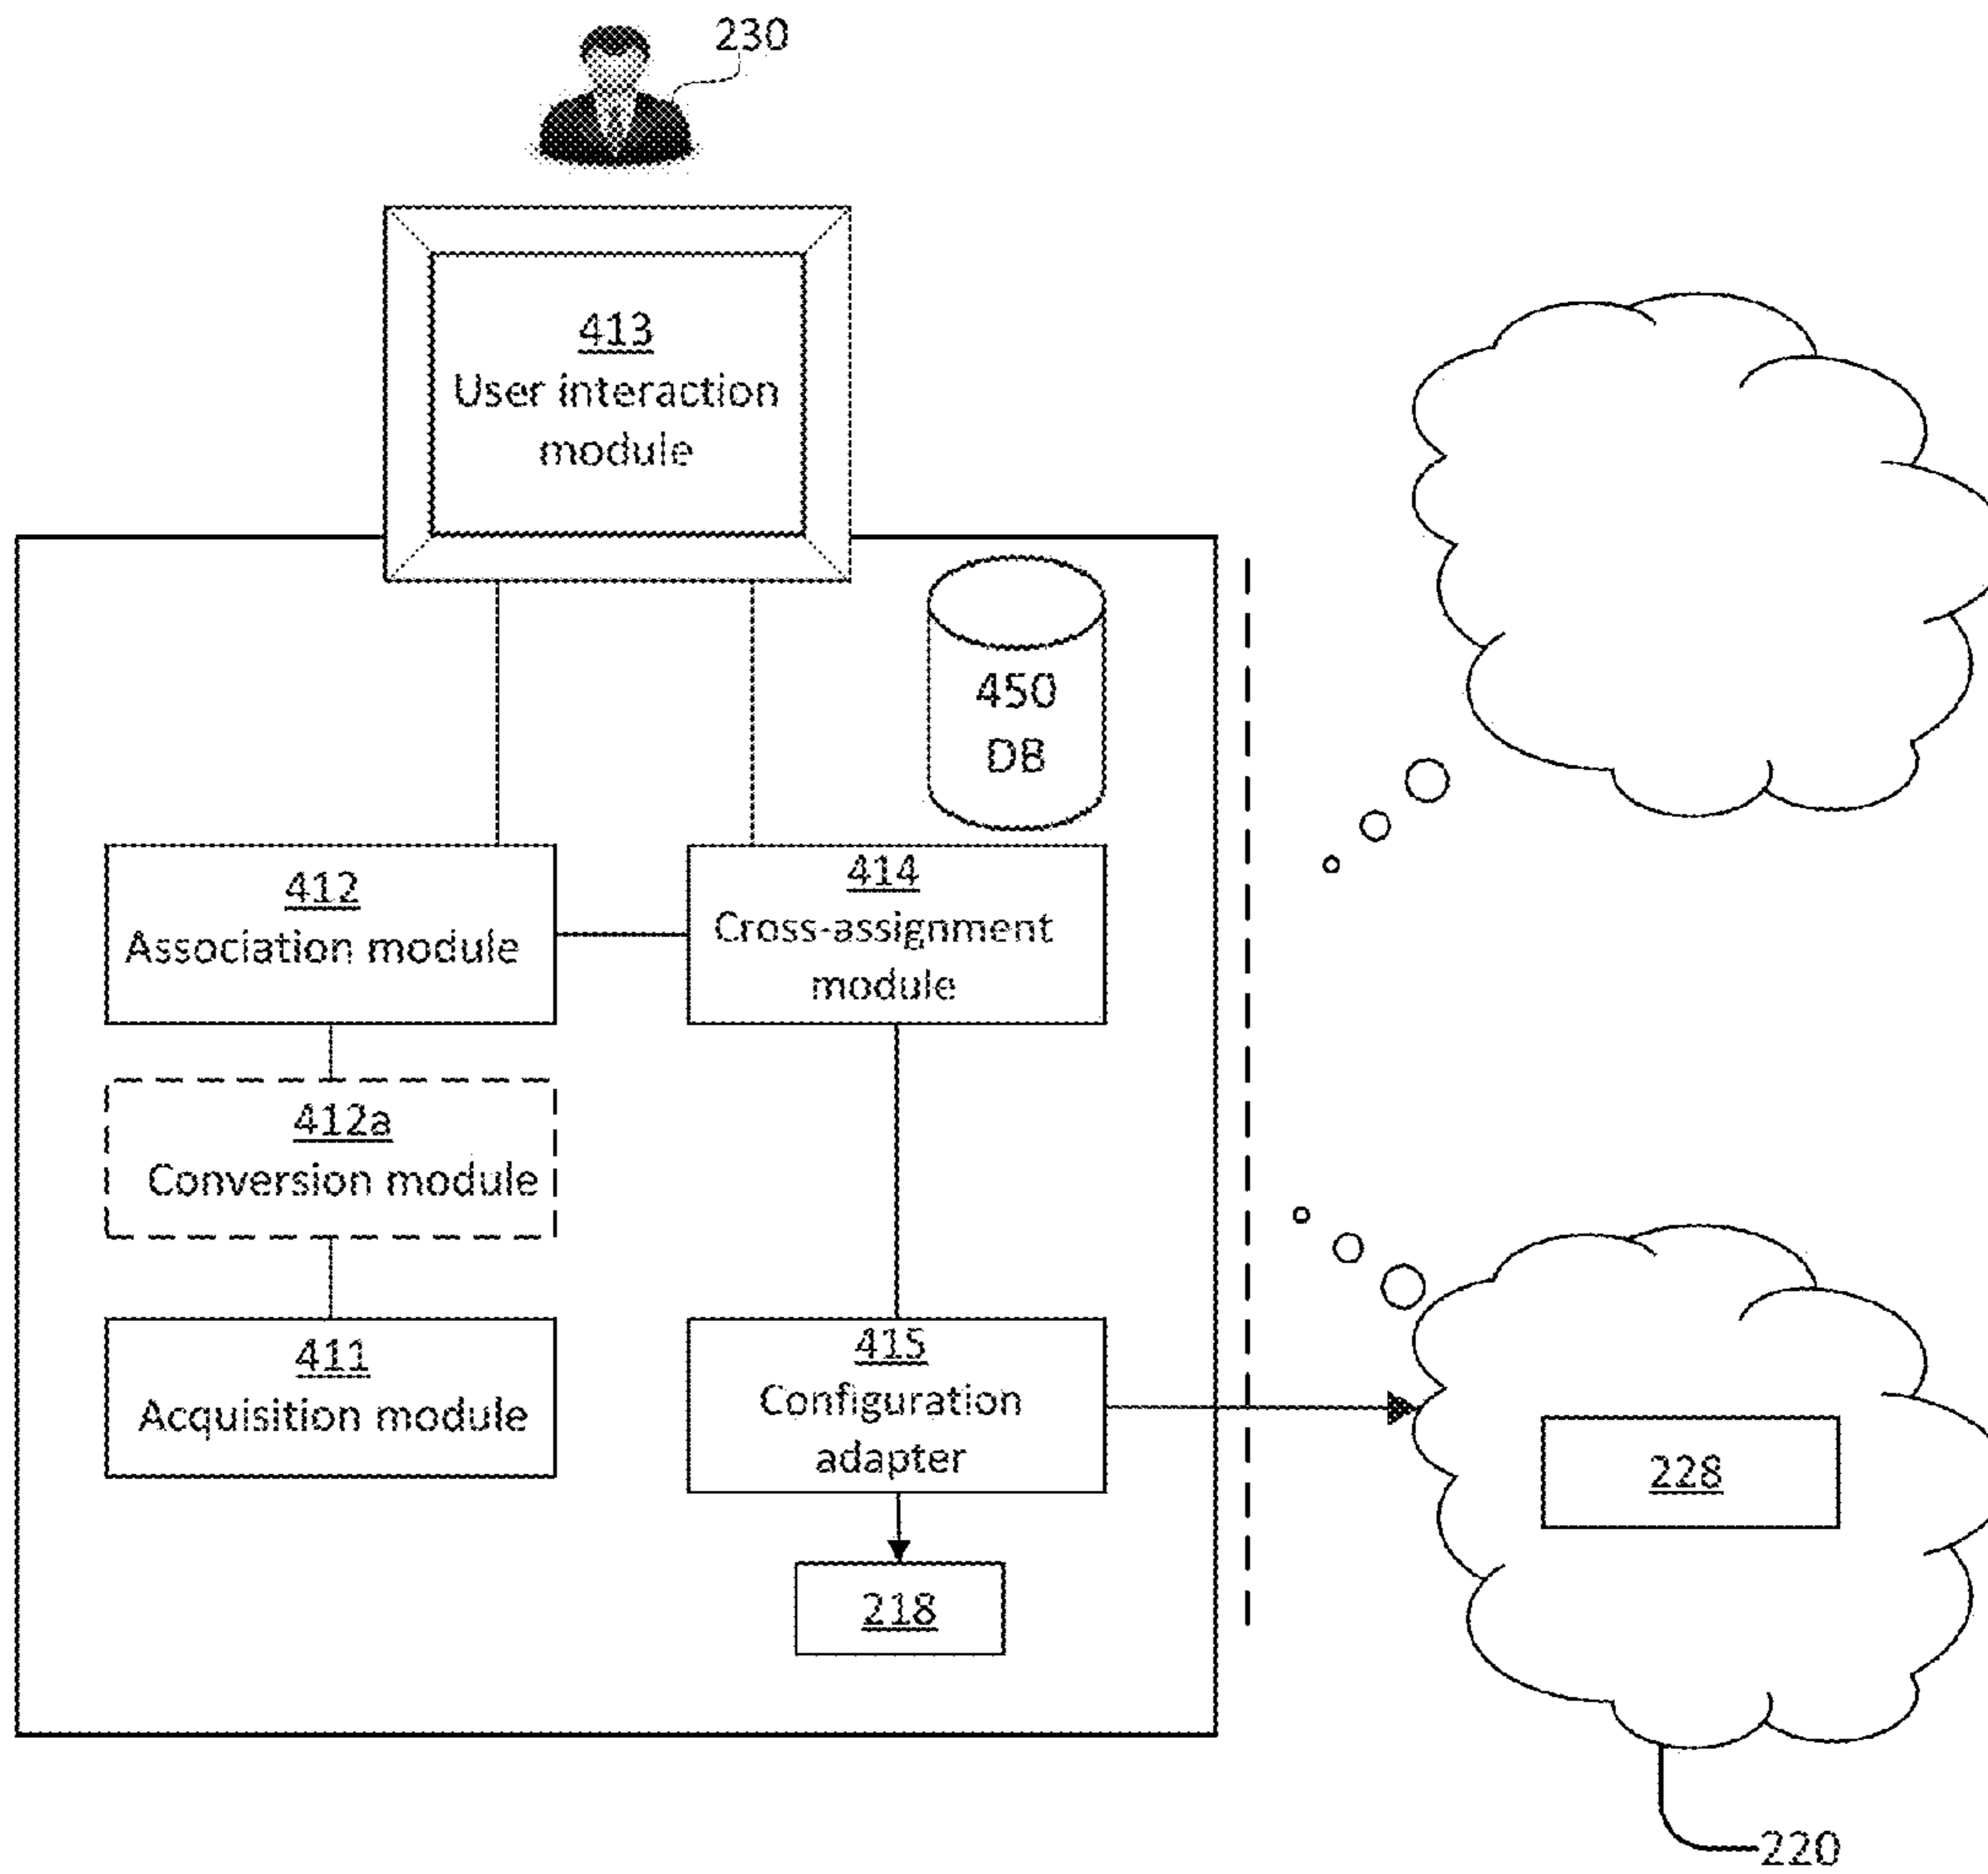 230
413
User interaction
module
450
DB
412
Association module
414
Cross-assignment
module
412a
Conversion module
411
Acquisition module
415
Configuration
adapter
228
218
220